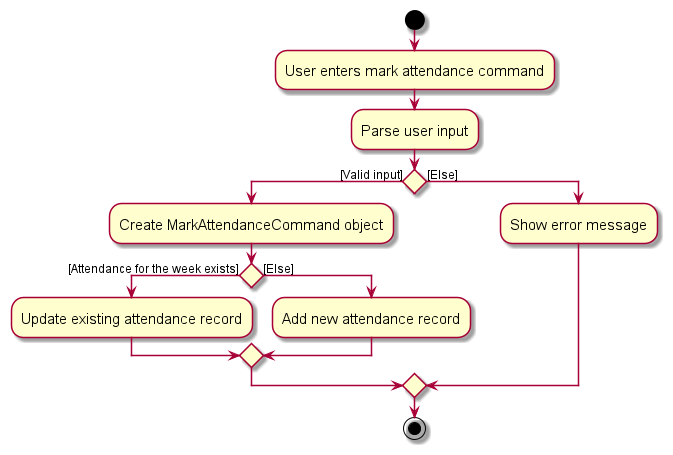 User enters mark attendance command
Parse user input
[Valid input]
[Else]
Create MarkAttendanceCommand object
Show error message
[Attendance for the week exists]
[Else]
Update existing attendance record
Add new attendance record